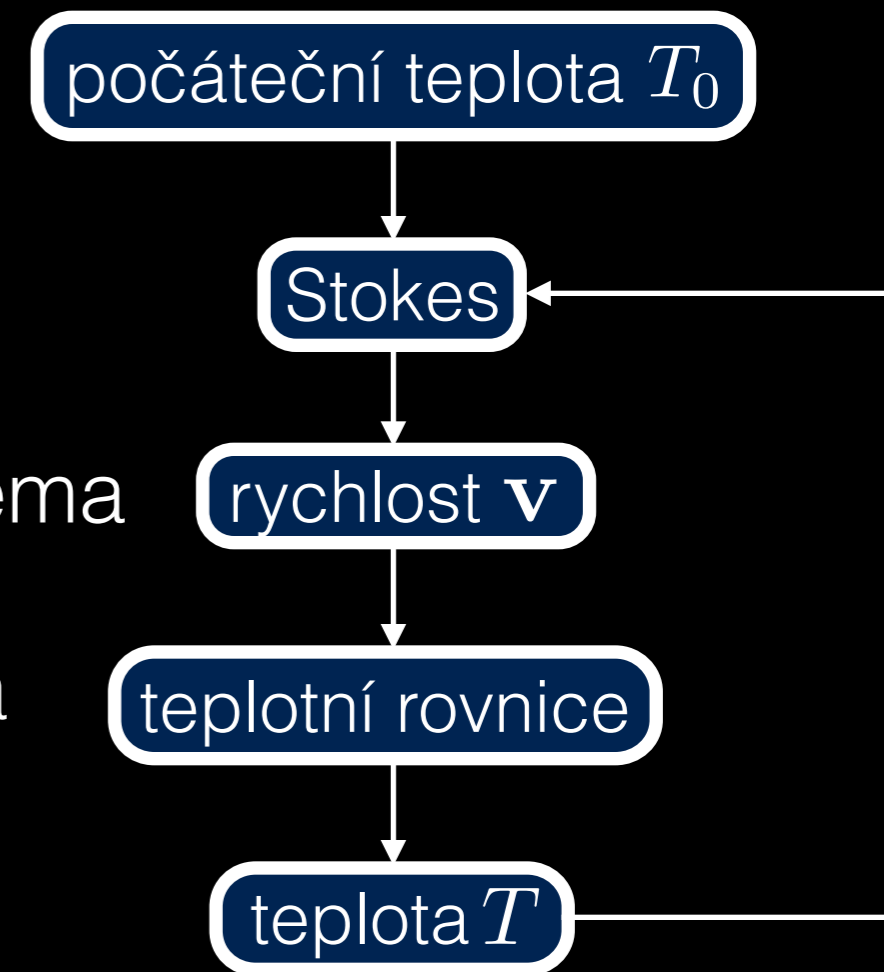 počáteční teplota T₀
Stokes
rychlost v
teplotní rovnice
teplota T